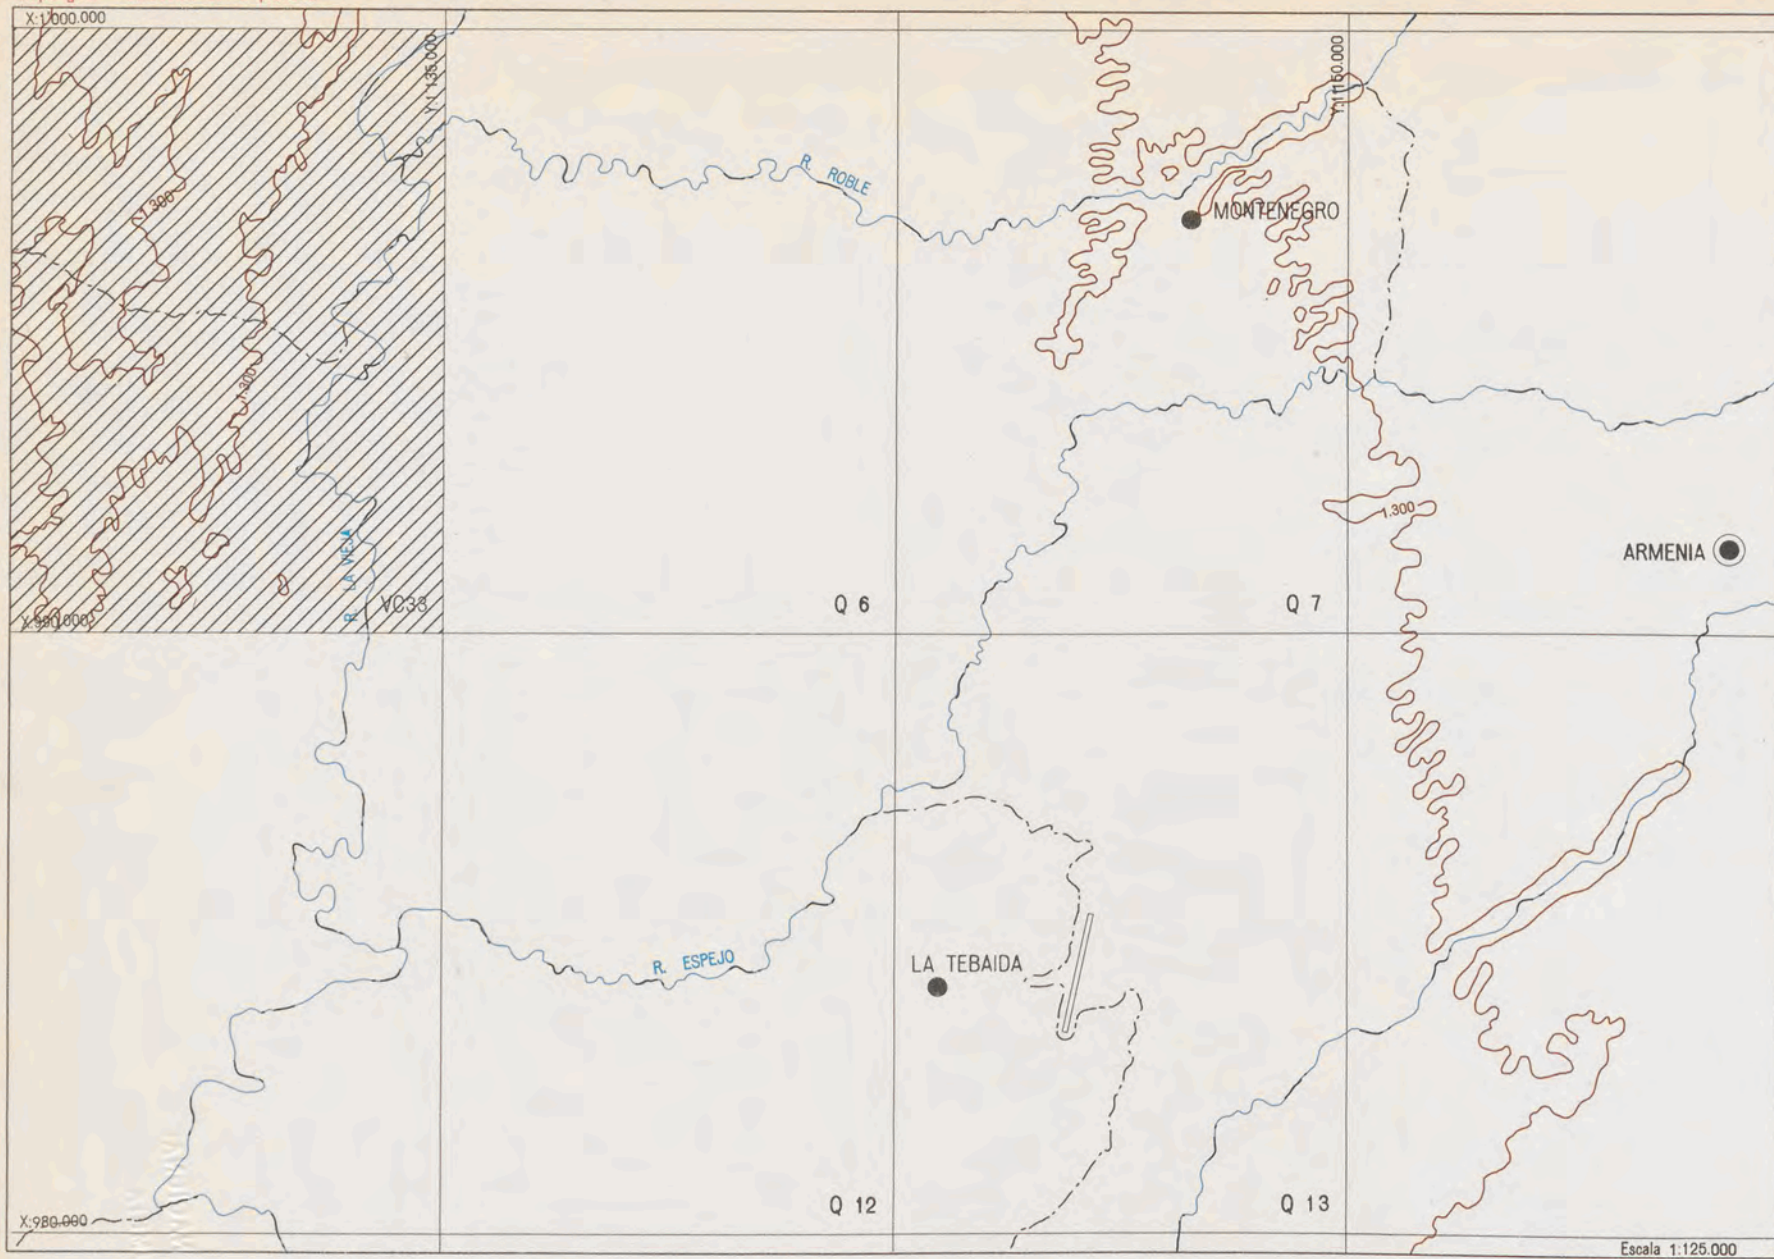 X:1'000.000
Y:1'135.000
Y:1'150.000
R. ROBLE
MONTENEGRO
1.300
1.300
1.300
ARMENIA
R. LA VIEJA
VC33
Q 6
Q 7
X:990.000
R. ESPEJO
LA TEBAIDA
Q 12
Q 13
X:980.000
Escala 1:125.000